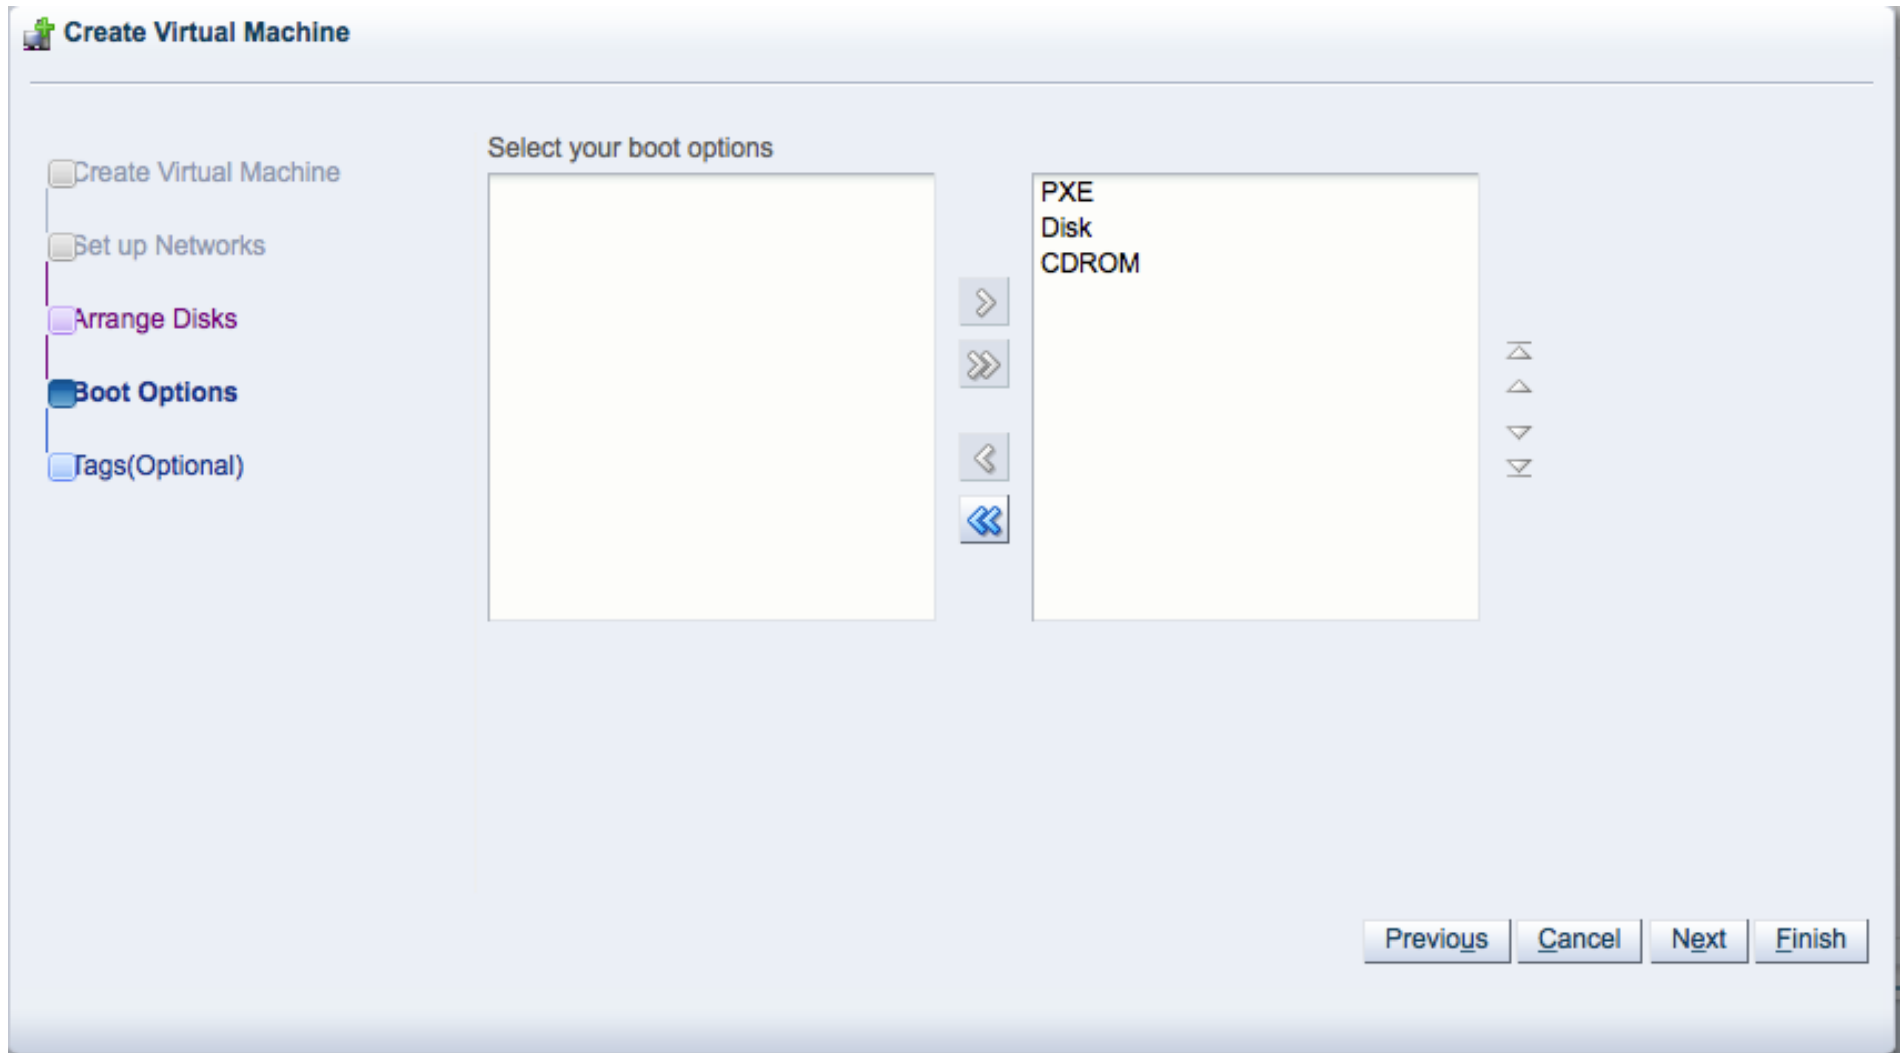 Create Virtual Machine
Create Virtual Machine
Set up Networks
Arrange Disks
Boot Options
Tags(Optional)
Select your boot options
PXE
Disk
CDROM
Previous Cancel Next Finish